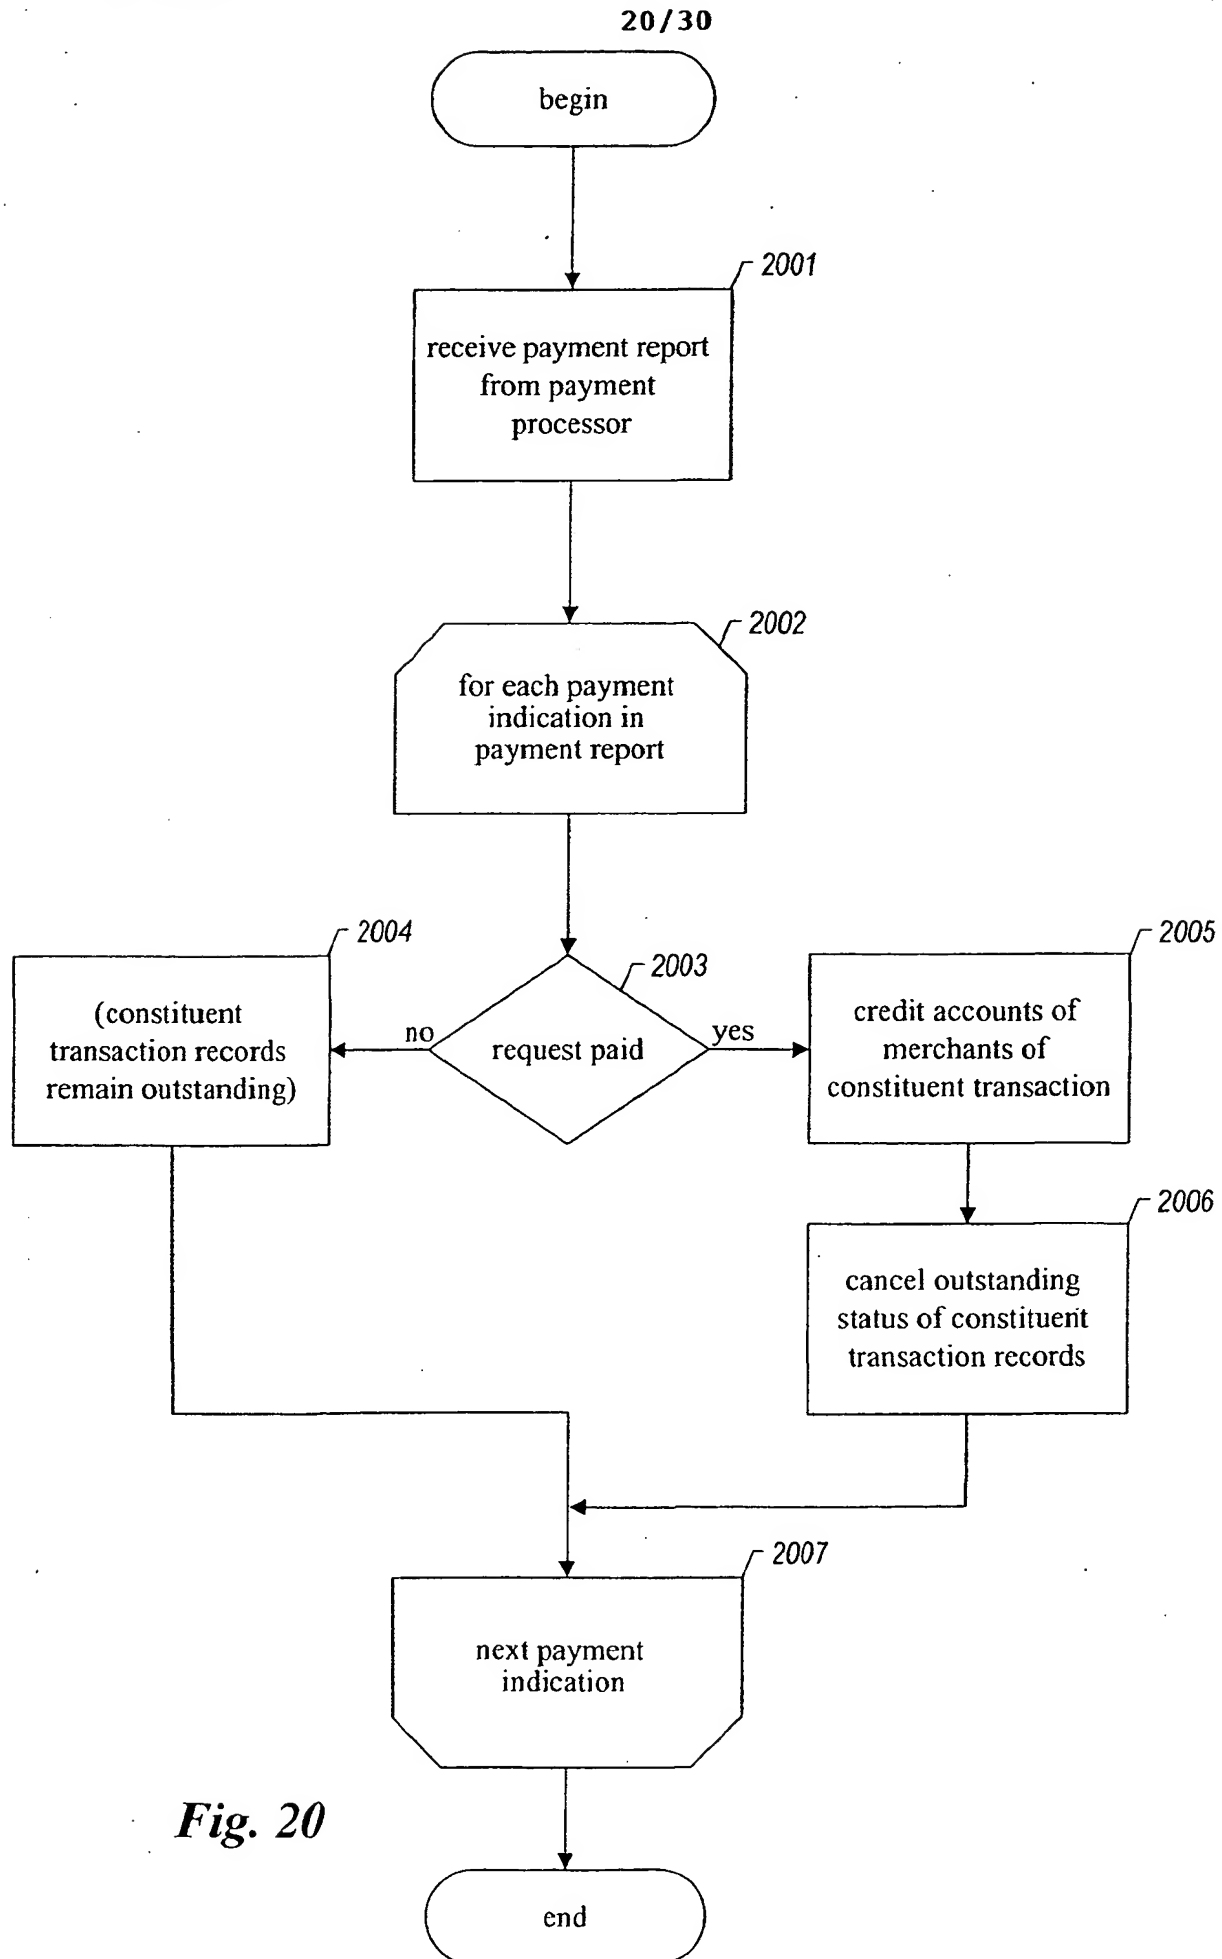 20/30
begin
2001
receive payment report
from payment
processor
2002
for each payment
indication in
payment report
2004
(constituent
transaction records
remain outstanding)
no
2003
request paid
yes
2005
credit accounts of
merchants of
constituent transaction
2006
cancel outstanding
status of constituent
transaction records
2007
next payment
indication
Fig. 20
end